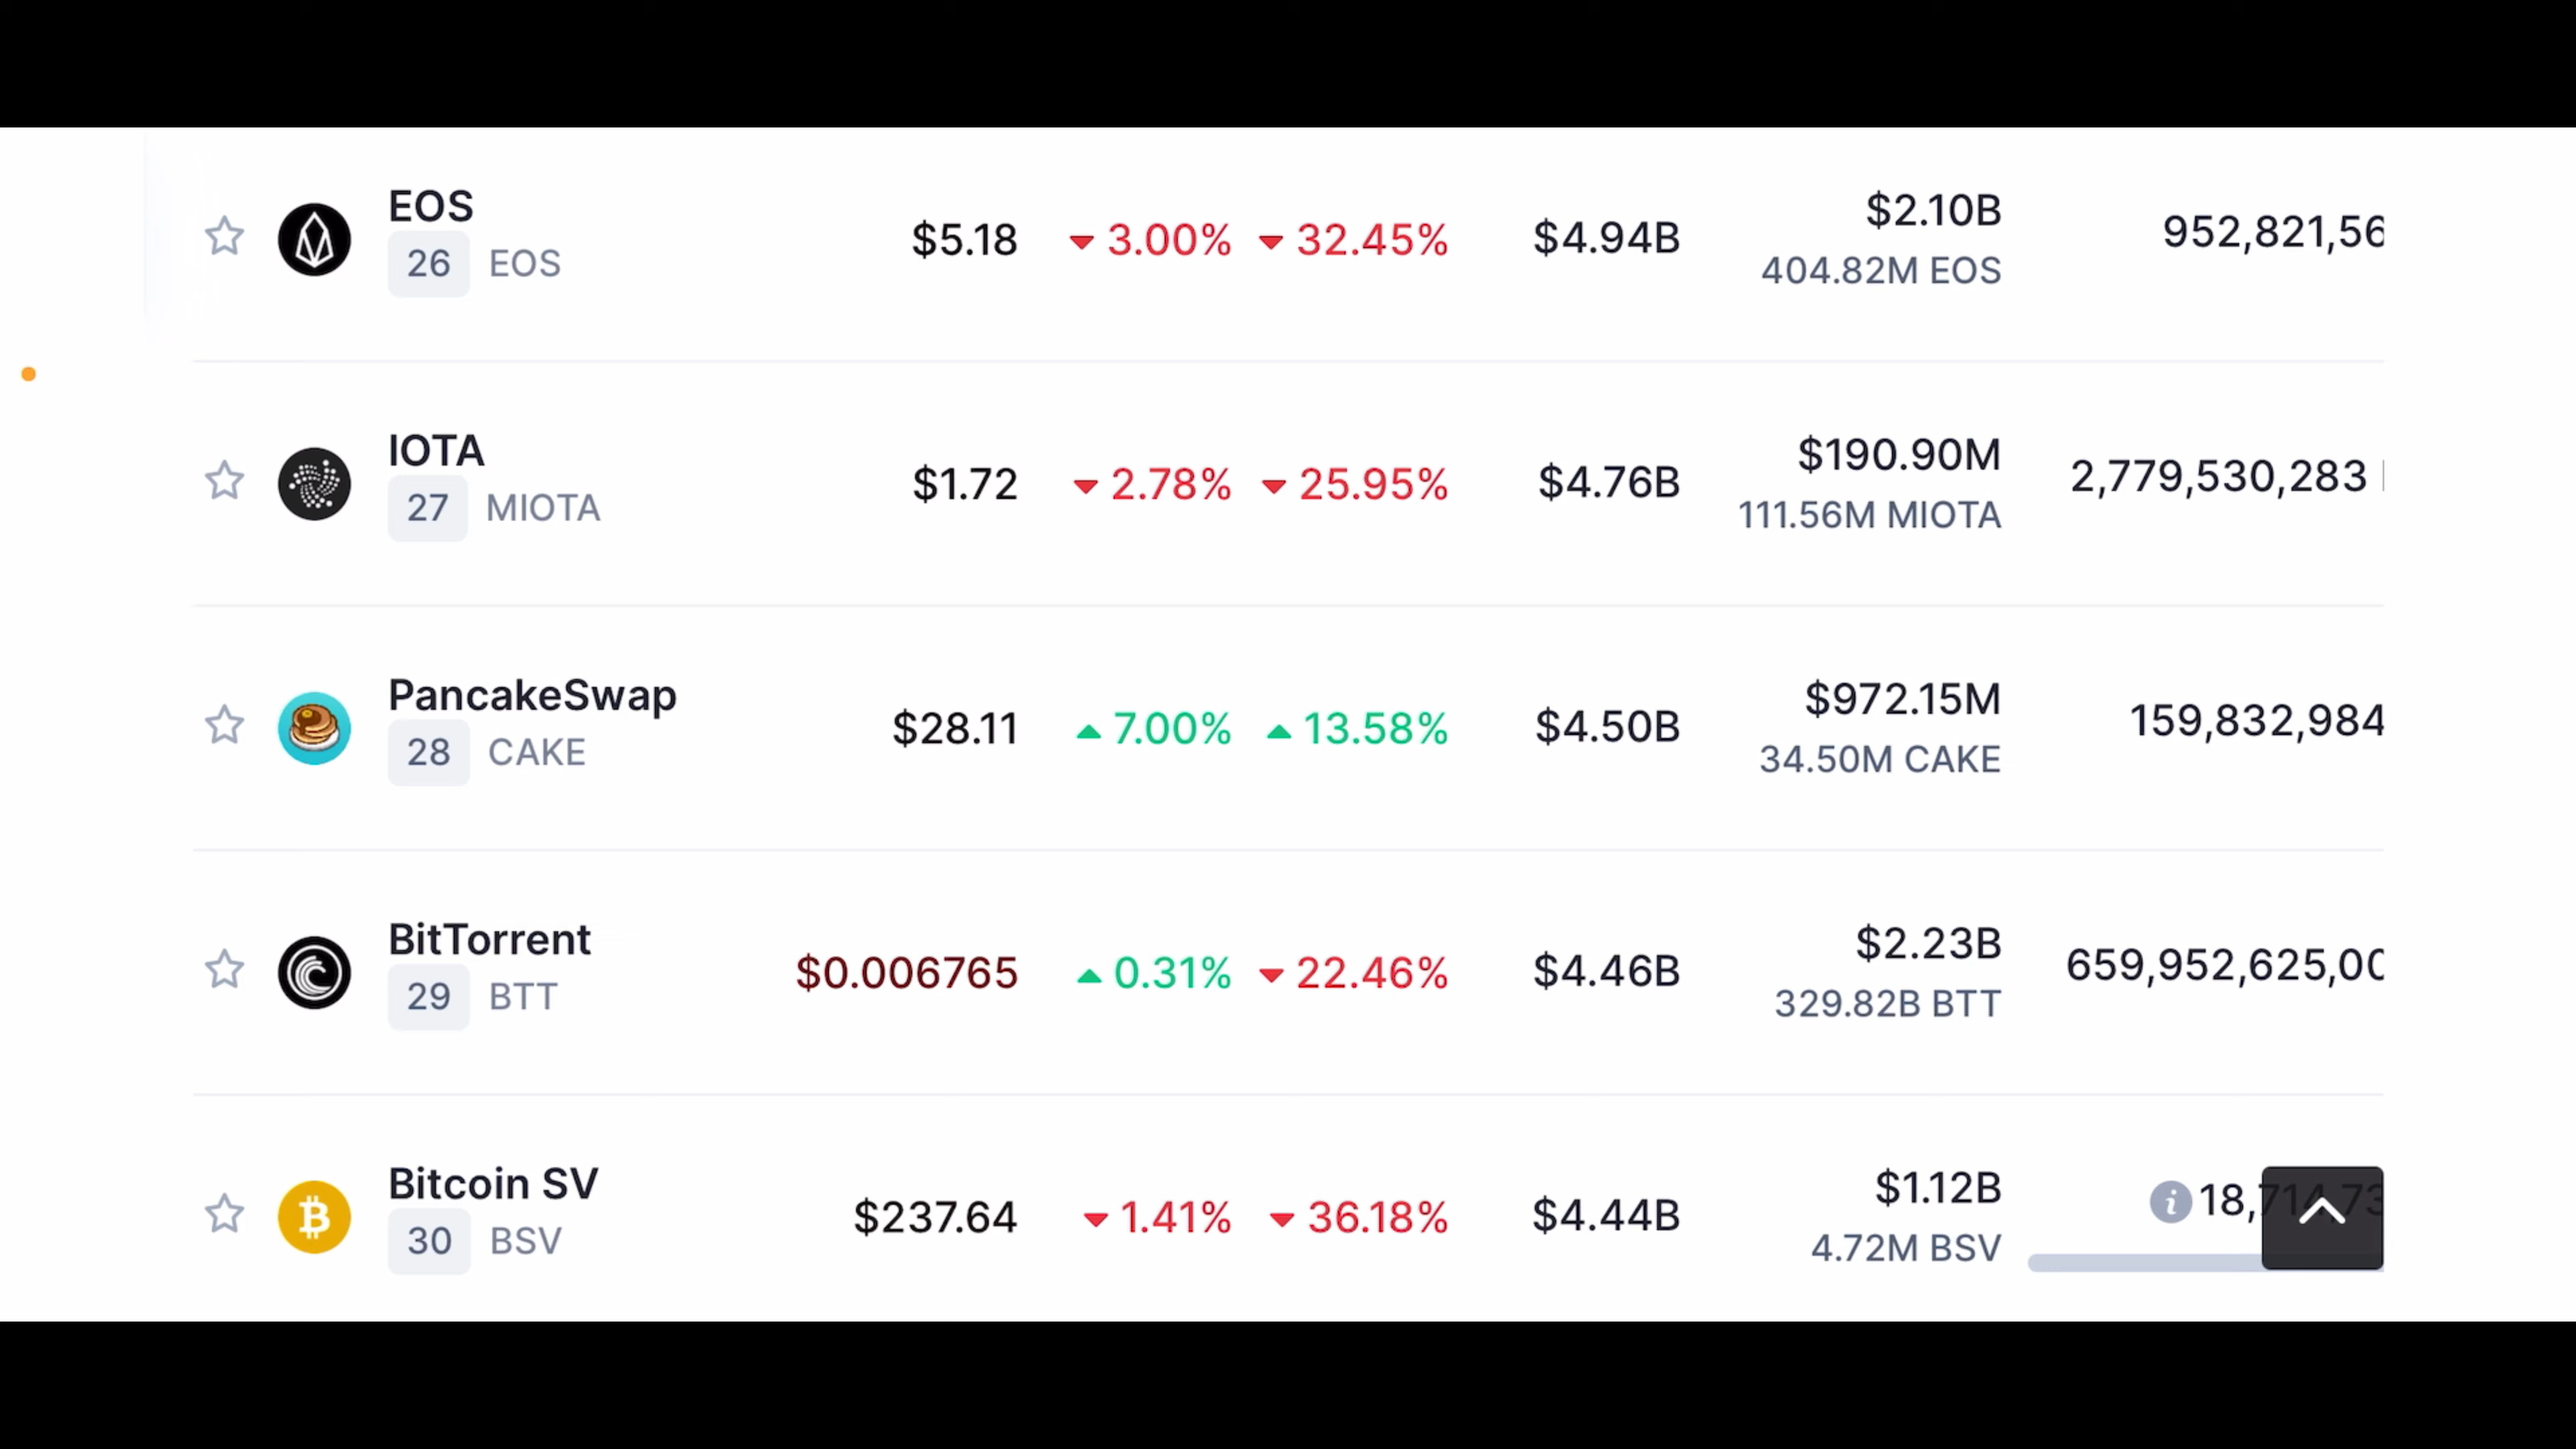 EOS
26 EOS
$5.18 3.00% 32.45% $4.94B
$2.10B
404.82M EOS
952,821,56
IOTA
27 MIOTA
$1.72 2.78% 25.95% $4.76B
$190.90M
111.56M MIOTA
2,779,530,283
PancakeSwap
28 CAKE
$28.11 7.00% 13.58% $4.50B
$972.15M
34.50M CAKE
159,832,984
BitTorrent
29 BTT
$0.006765 0.31% 22.46% $4.46B
$2.23B
329.82B BTT
659,952,625,00
Bitcoin SV
30 BSV
$237.64 1.41% 36.18% $4.44B
$1.12B
4.72M BSV
18,714,73